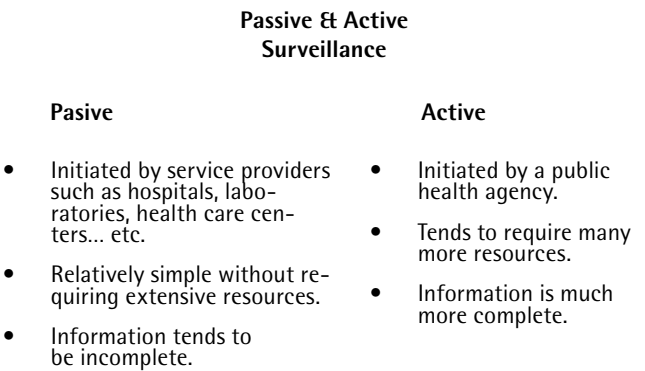 Passive & Active
Surveillance
Pasive
• Initiated by service providers
such as hospitals, labo-
ratories, health care cen-
ters... etc.
• Relatively simple without re-
quiring extensive resources.
• Information tends to
be incomplete.
Active
• Initiated by a public
health agency.
• Tends to require many
more resources.
• Information is much
more complete.